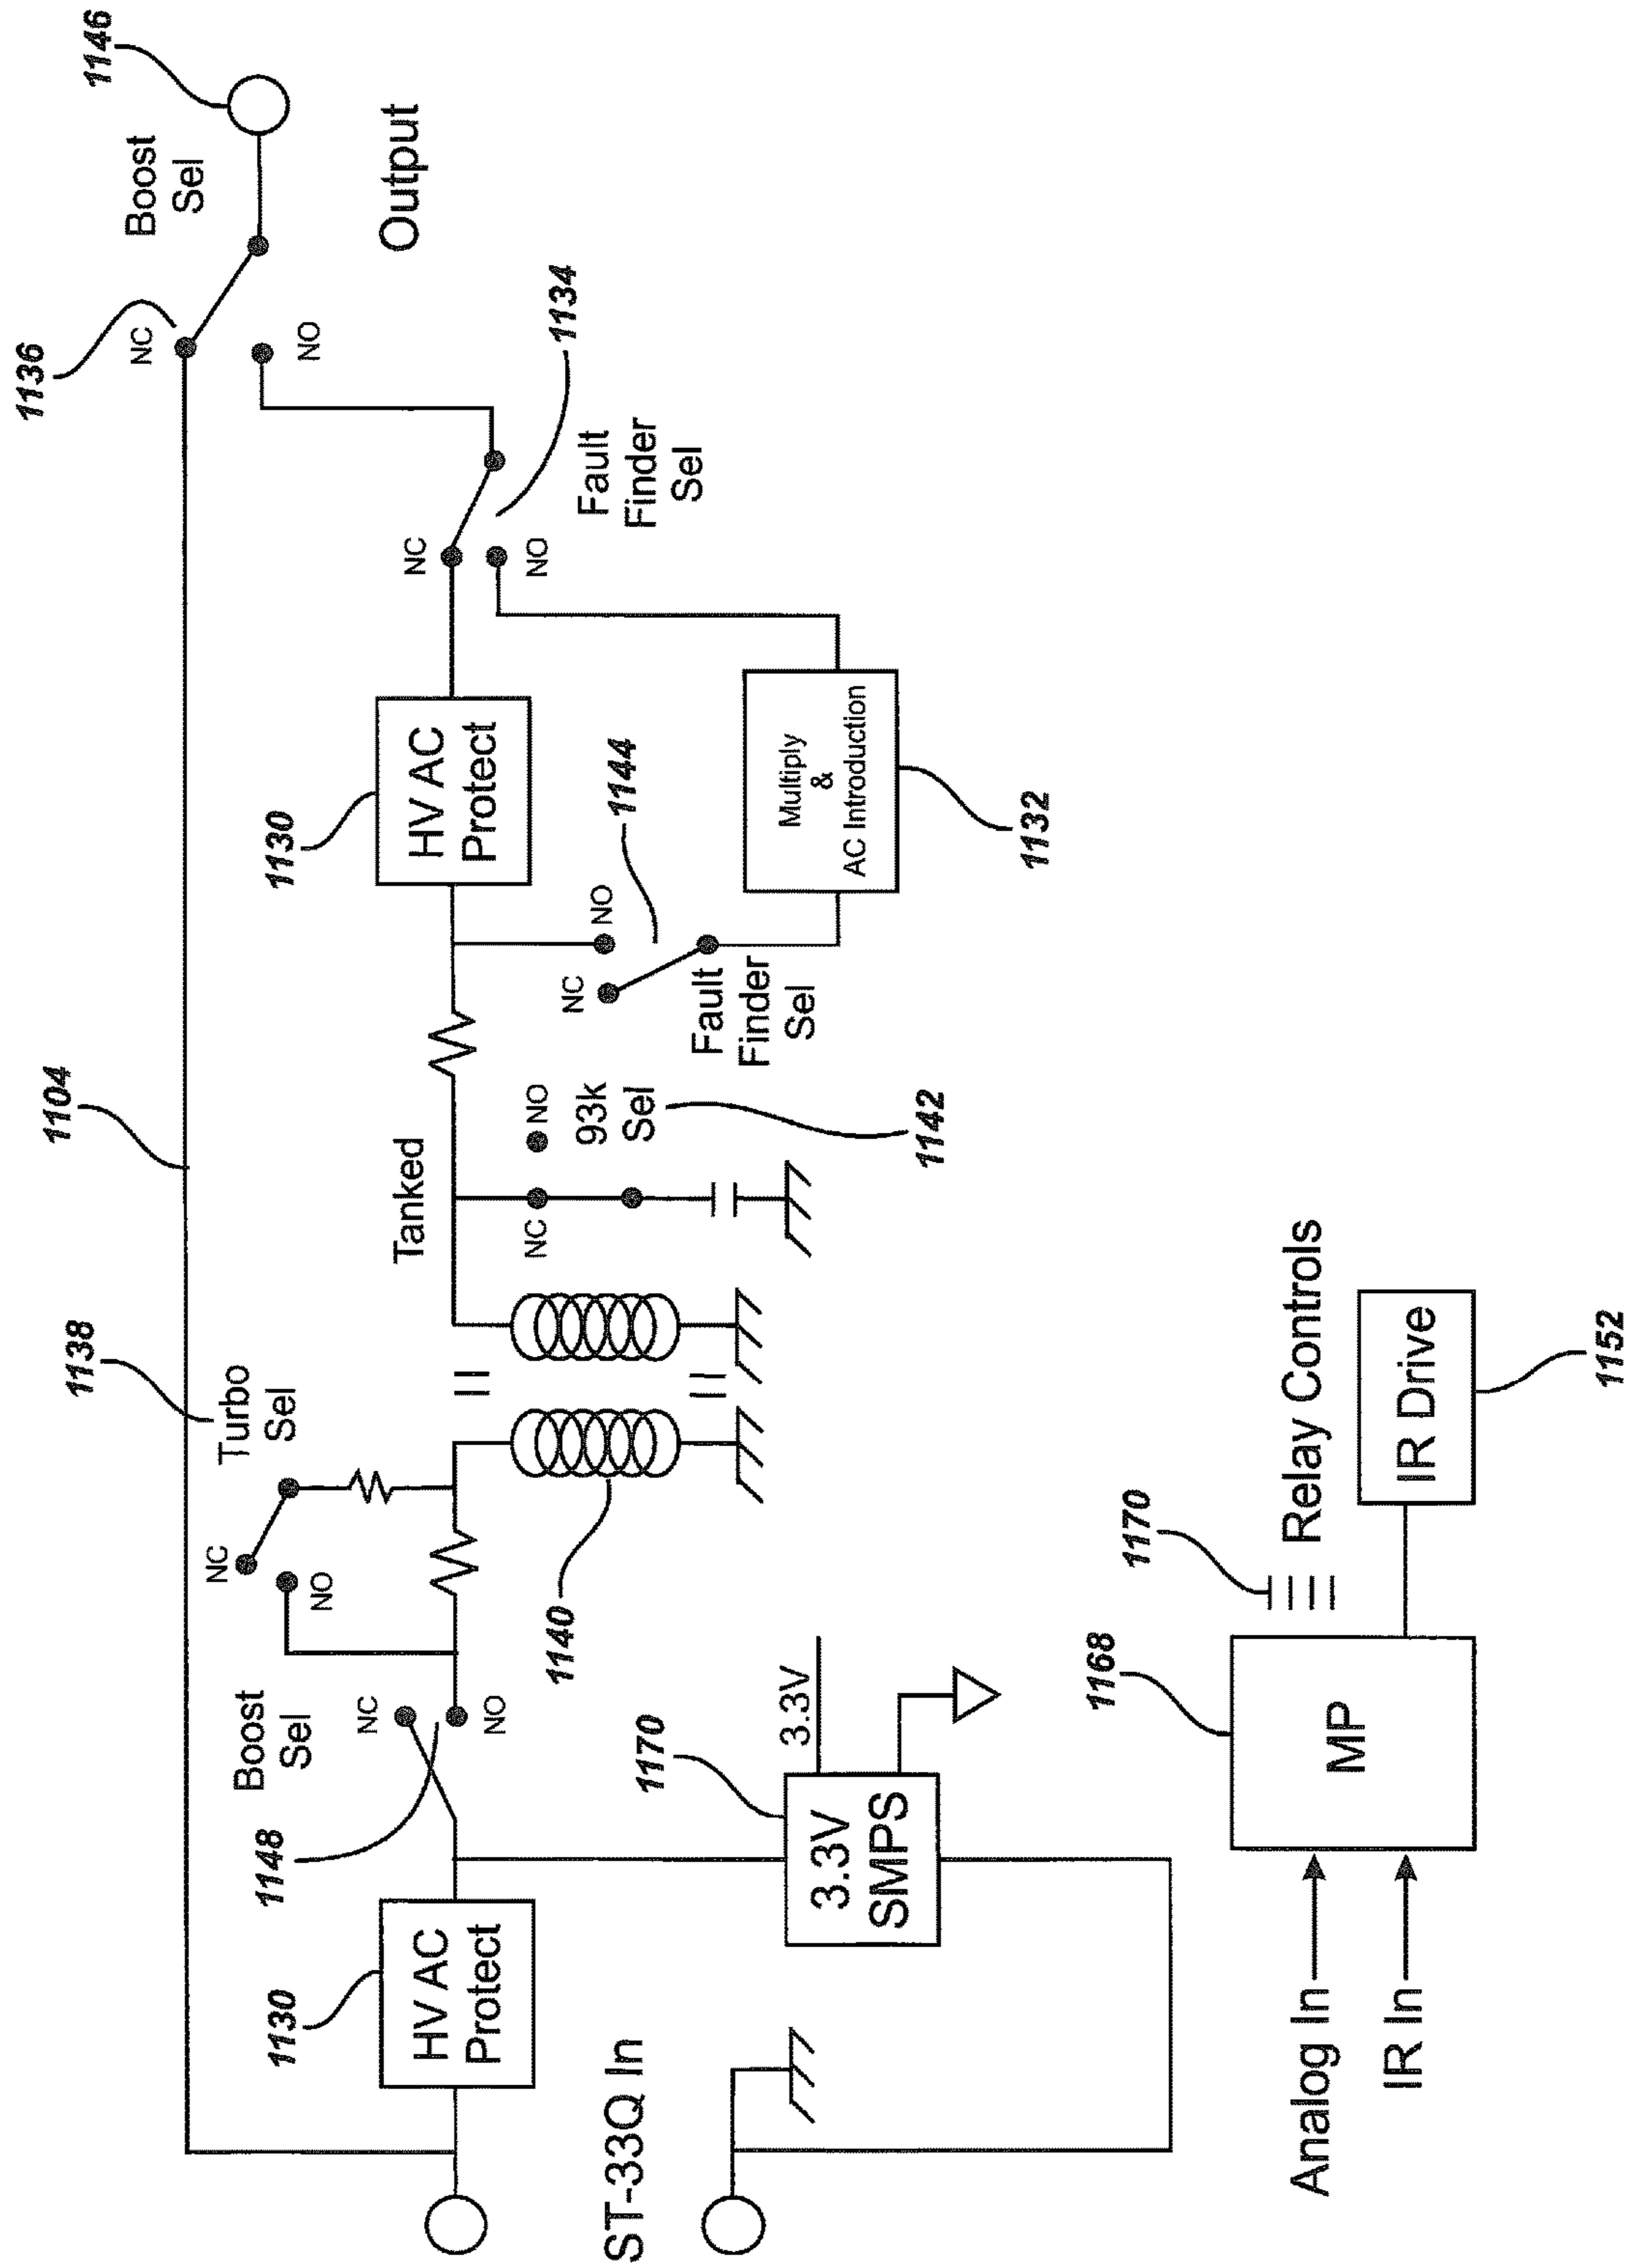 1104
1136
1146
NC
Boost
Sel
NO
Output
1138
Turbo
Sel
NC
NO
1130
HV AC
Protect
Boost
Sel
NC
NO
1148
1140
Tanked
NC
NO
93k
Sel
1142
1130
HV AC
Protect
NC
NO
1144
Fault
Finder
Sel
NC
NO
1134
Fault
Finder
Sel
Multiply
&
AC Introduction
1132
ST-33Q In
1170
3.3V
SMPS
3.3V
Analog In
IR In
1168
MP
1170
Relay Controls
IR Drive
1152